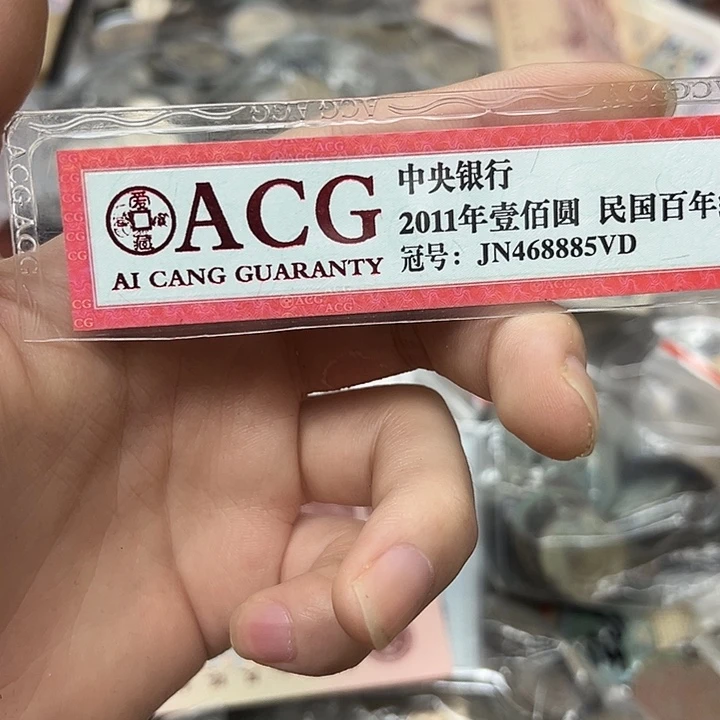 ACG
AI CANG GUARANTY
中央银行
2011年壹佰圆 民国百年
冠号：JN468885VD